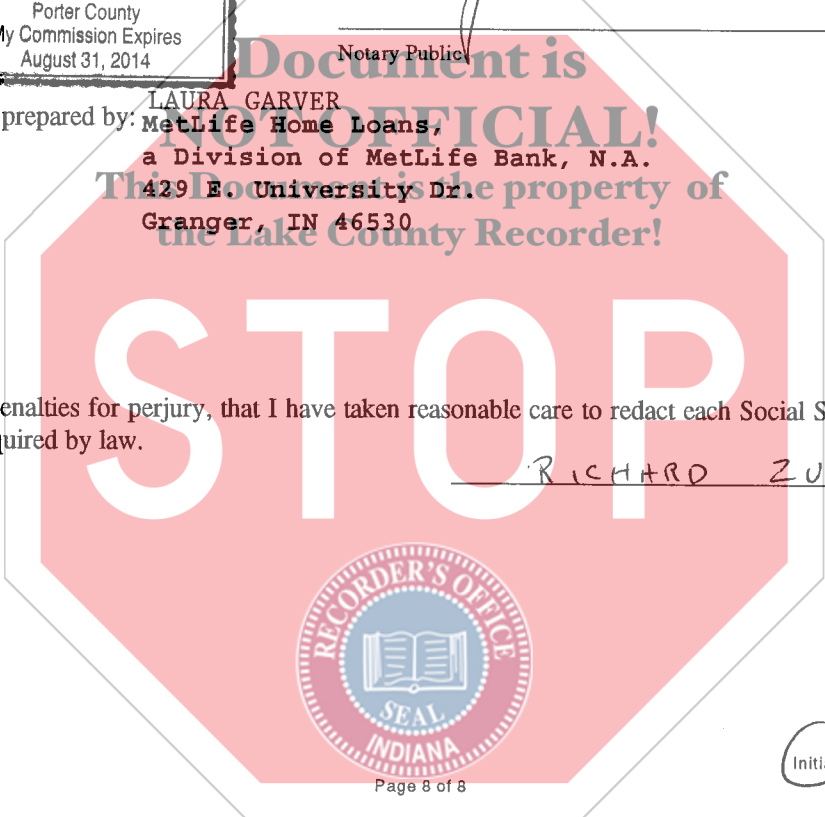 Porter County
My Commission Expires
August 31, 2014
Notary Public
Document is
NOT OFFICIAL!
This Document is the property of
the Lake County Recorder!
prepared by: LAURA GARVER
MetLife Home Loans,
a Division of MetLife Bank, N.A.
429 E. University Dr.
Granger, IN 46530
STOP
enalties for perjury, that I have taken reasonable care to redact each Social S
quired by law.
RICHARD ZU
RECORDER'S OFFICE
SEAL
INDIANA
Initia
Page 8 of 8